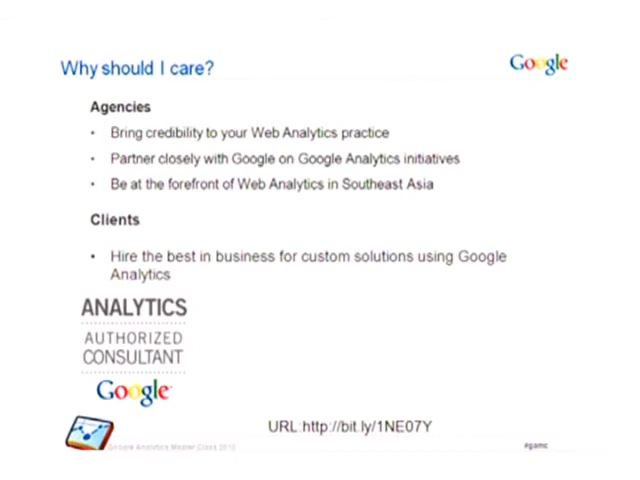 Why should I care?
Google
Agencies
• Bring credibility to your Web Analytics practice
• Partner closely with Google on Google Analytics initiatives
• Be at the forefront of Web Analytics in Southeast Asia
Clients
• Hire the best in business for custom solutions using Google
Analytics
ANALYTICS
AUTHORIZED
CONSULTANT
Google
URL:http://bit.ly/1NE07Y
Google Analytics Master Class 2010
#gamc